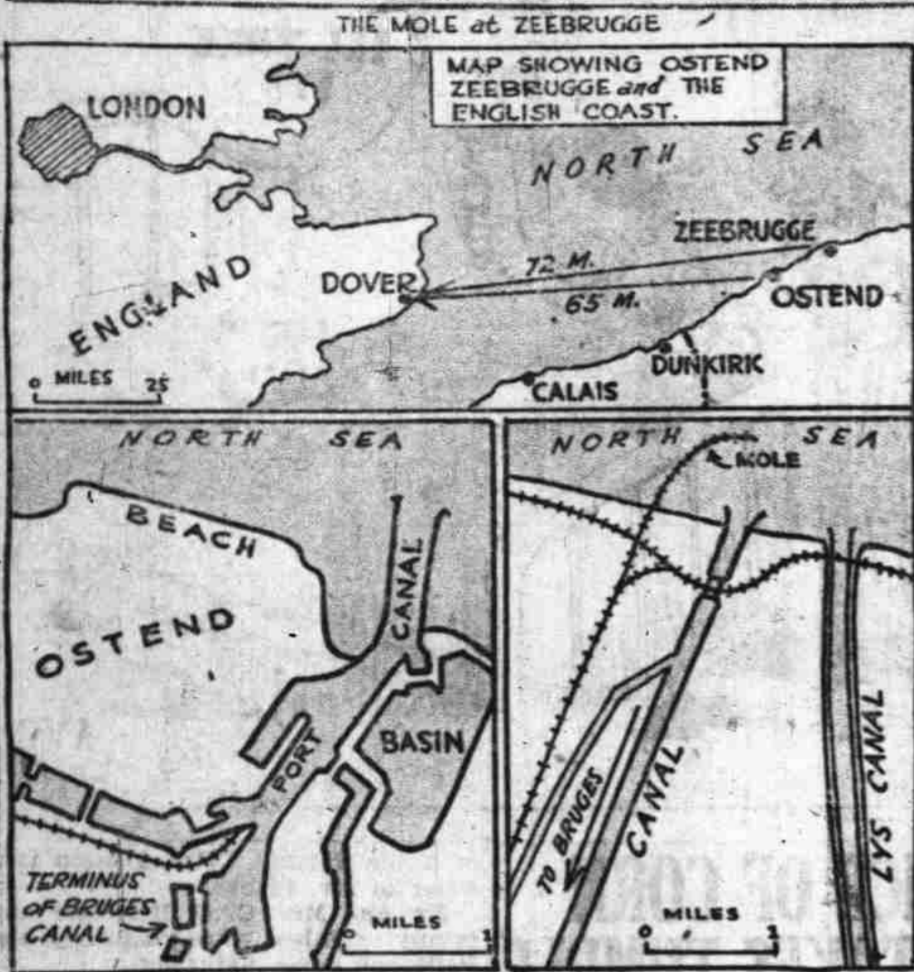 THE MOLE at ZEEBRUGGE
MAP SHOWING OSTEND
ZEEBRUGGE and THE
ENGLISH COAST.
LONDON
NORTH SEA
ZEEBRUGGE
72 M.
DOVER
65 M.
OSTEND
ENGLAND
DUNKIRK
0 MILES 25
CALAIS
NORTH SEA
BEACH
CANAL
OSTEND
PORT
BASIN
TERMINUS
OF BRUGES
CANAL
MILES
0 1
NORTH SEA
MOLE
CANAL
LYS CANAL
TO BRUGES
MILES
0 1